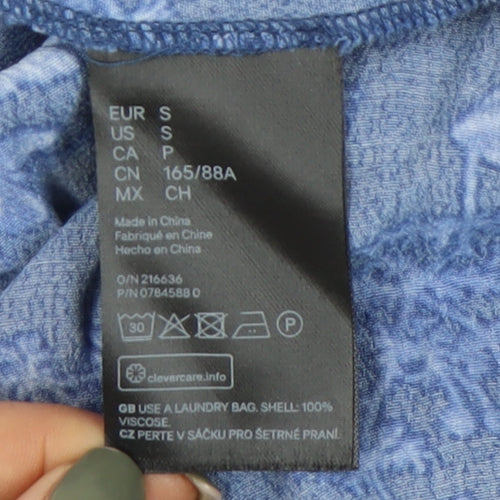 EUR S
US S
CA P
CN 165/88A
MX CH
Made in China
Fabriqué en Chine
Hecho en China
O/N 216636
P/N 0784588 0
30 P
clevercare.info
GB USE A LAUNDRY BAG. SHELL: 100%
VISCOSE.
CZ PERTE V SÁČKU PRO ŠETRNÉ PRANÍ.